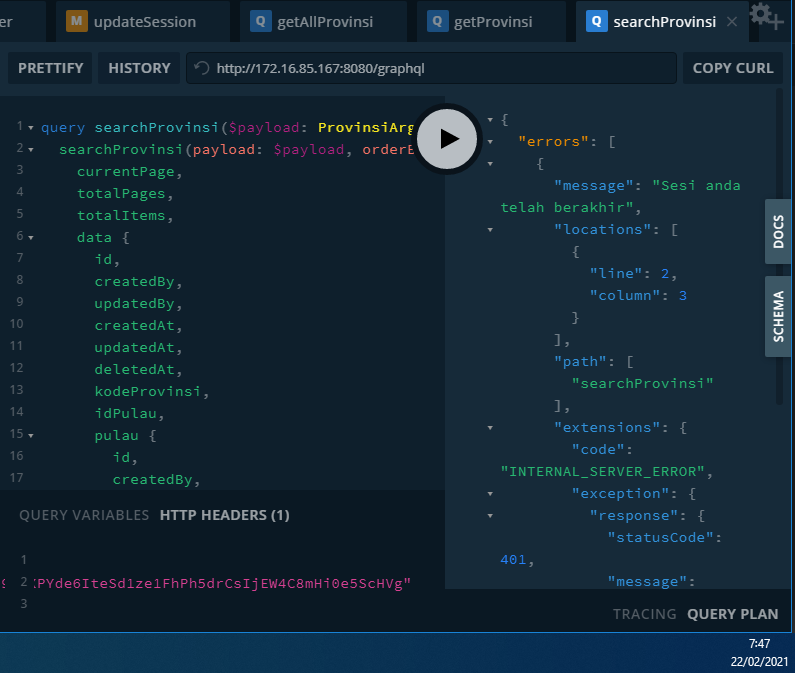 er
M updateSession
Q getAllProvinsi
Q getProvinsi
Q searchProvinsi
PRETTIFY
HISTORY
http://172.16.85.167:8080/graphql
COPY CURL
1 query searchProvinsi($payload: ProvinsiArg
2 searchProvinsi(payload: $payload, order
3 currentPage,
4 totalPages,
5 totalItems,
6 data {
7 id,
8 createdBy,
9 updatedBy,
10 createdAt,
11 updatedAt,
12 deletedAt,
13 kodeProvinsi,
14 idPulau,
15 pulau {
16 id,
17 createdBy,
{
"errors": [
{
"message": "Sesi anda
telah berakhir",
"locations": [
{
"line": 2,
"column": 3
}
],
"path": [
"searchProvinsi"
],
"extensions": {
"code":
"INTERNAL_SERVER_ERROR",
"exception": {
"response": {
"statusCode":
401,
"message":
DOCS
SCHEMA
QUERY VARIABLES
HTTP HEADERS (1)
1
2 PYde6IteSd1ze1FhPh5drCsIjEW4C8mHi0e5ScHVg"
3
TRACING
QUERY PLAN
7:47
22/02/2021